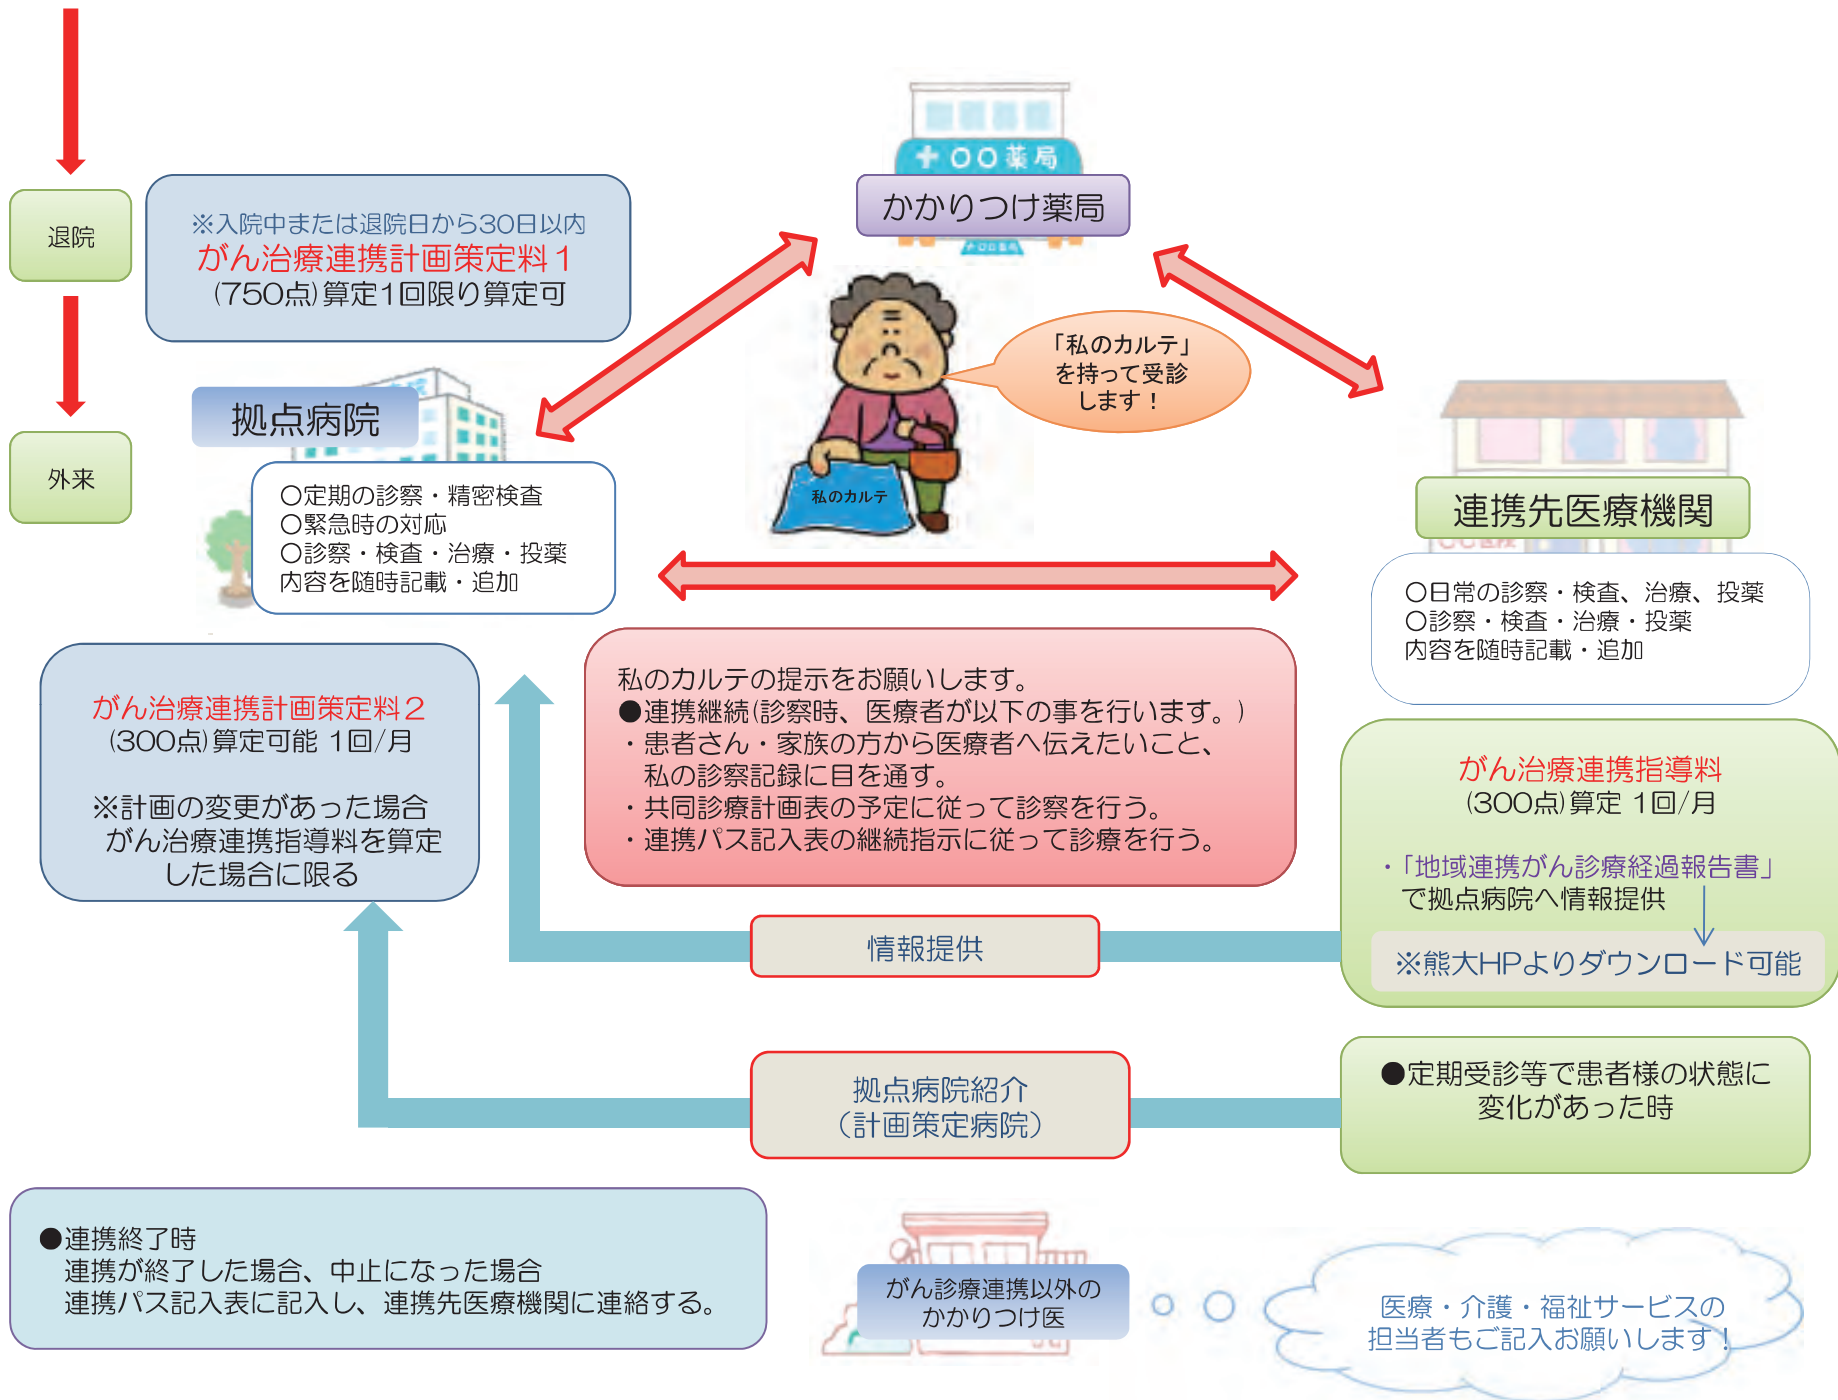 ○○薬局
かかりつけ薬局
退院
※入院中または退院日から30日以内
がん治療連携計画策定料1
(750点)算定1回限り算定可
「私のカルテ」
を持って受診
します！
私のカルテ
外来
拠点病院
○定期の診察・精密検査
○緊急時の対応
○診察・検査・治療・投薬
内容を随時記載・追加
連携先医療機関
○日常の診察・検査、治療、投薬
○診察・検査・治療・投薬
内容を随時記載・追加
がん治療連携計画策定料2
(300点)算定可能 1回/月
※計画の変更があった場合
がん治療連携指導料を算定
した場合に限る
私のカルテの提示をお願いします。
●連携継続(診察時、医療者が以下の事を行います。)
・患者さん・家族の方から医療者へ伝えたいこと、
私の診察記録に目を通す。
・共同診療計画表の予定に従って診察を行う。
・連携パス記入表の継続指示に従って診療を行う。
がん治療連携指導料
(300点)算定 1回/月
・「地域連携がん診療経過報告書」
で拠点病院へ情報提供
※熊大HPよりダウンロード可能
情報提供
拠点病院紹介
（計画策定病院）
●定期受診等で患者様の状態に
変化があった時
●連携終了時
連携が終了した場合、中止になった場合
連携パス記入表に記入し、連携先医療機関に連絡する。
がん診療連携以外の
かかりつけ医
医療・介護・福祉サービスの
担当者もご記入お願いします！